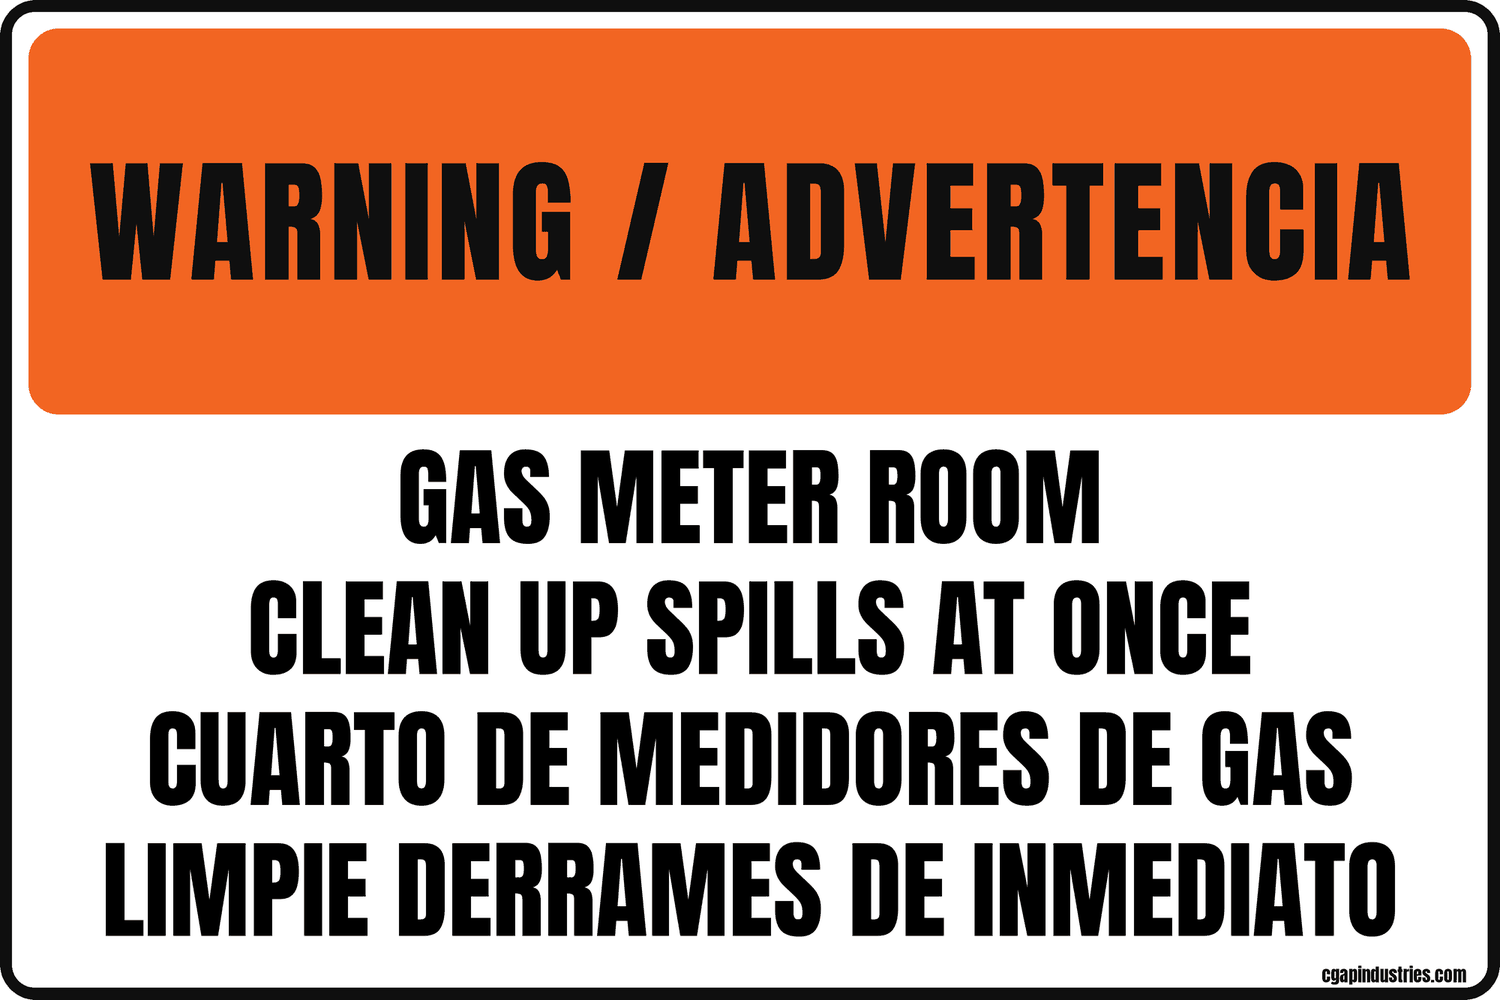 WARNING / ADVERTENCIA
GAS METER ROOM
CLEAN UP SPILLS AT ONCE
CUARTO DE MEDIDORES DE GAS
LIMPIE DERRAMES DE INMEDIATO
cgapindustries.com